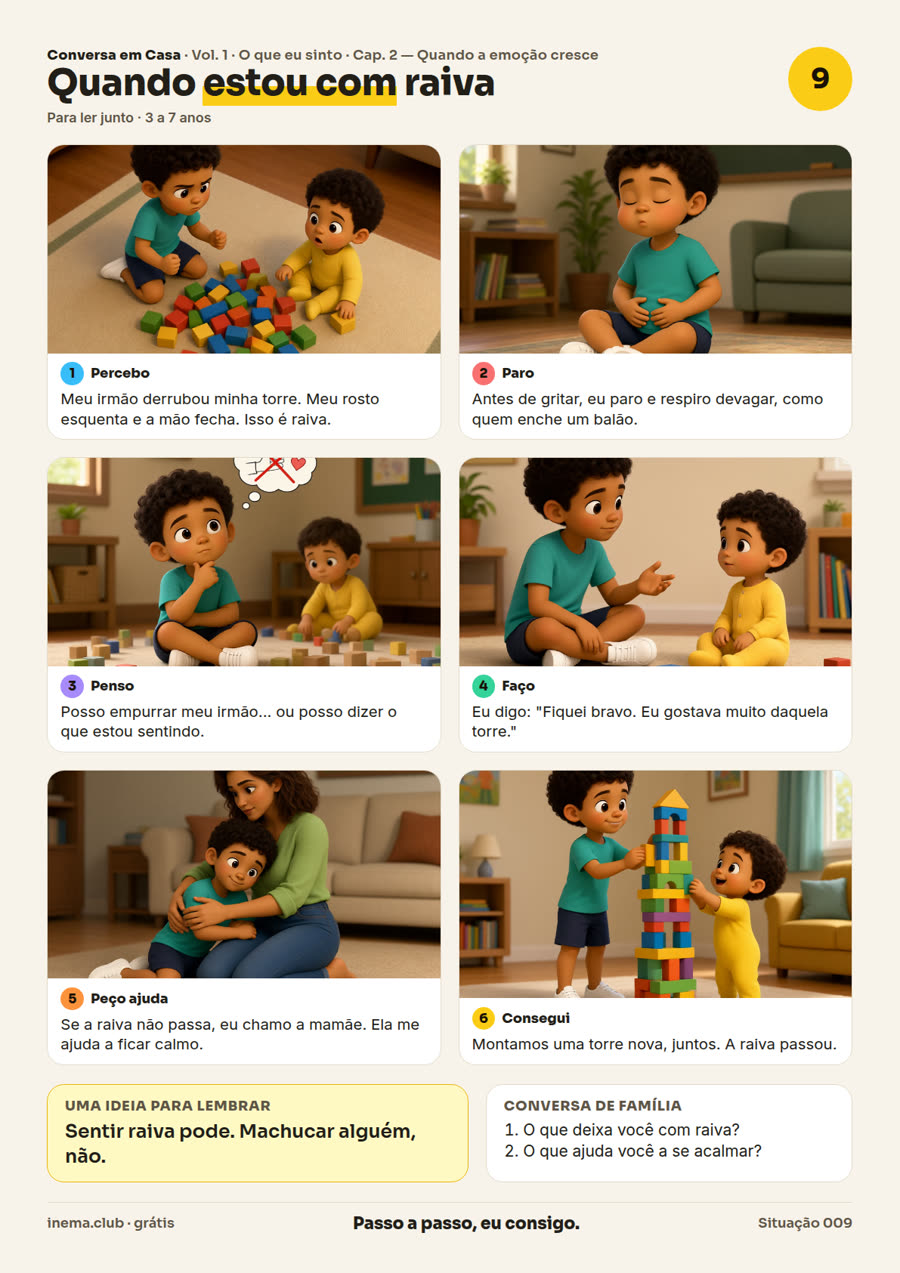 Conversa em Casa · Vol. 1 · O que eu sinto · Cap. 2 — Quando a emoção cresce
Quando estou com raiva
9
Para ler junto · 3 a 7 anos
1 Percebo
Meu irmão derrubou minha torre. Meu rosto
esquenta e a mão fecha. Isso é raiva.
2 Paro
Antes de gritar, eu paro e respiro devagar, como
quem enche um balão.
3 Penso
Posso empurrar meu irmão... ou posso dizer o
que estou sentindo.
4 Faço
Eu digo: "Fiquei bravo. Eu gostava muito daquela
torre."
5 Peço ajuda
Se a raiva não passa, eu chamo a mamãe. Ela me
ajuda a ficar calmo.
6 Consegui
Montamos uma torre nova, juntos. A raiva passou.
UMA IDEIA PARA LEMBRAR
Sentir raiva pode. Machucar alguém,
não.
CONVERSA DE FAMÍLIA
1. O que deixa você com raiva?
2. O que ajuda você a se acalmar?
inema.club · grátis
Passo a passo, eu consigo.
Situação 009